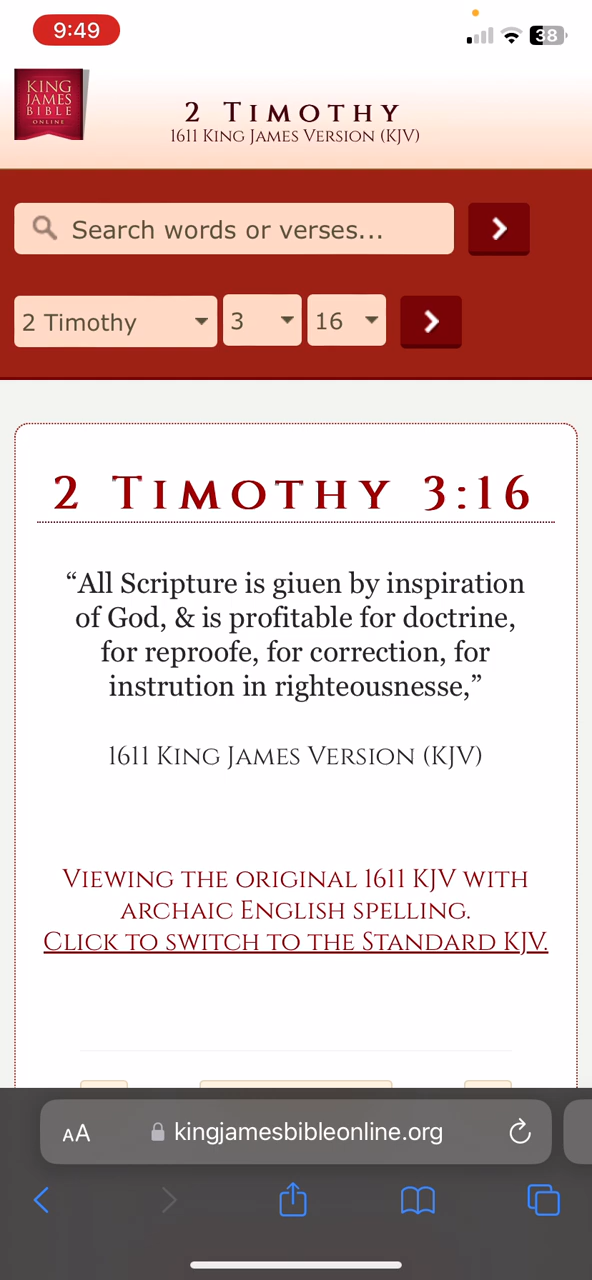 9:49
38
KING
JAMES
BIBLE
ONLINE
2 TIMOTHY
1611 KING JAMES VERSION (KJV)
Search words or verses...
2 Timothy 3 16
2 TIMOTHY 3:16
“All Scripture is giuen by inspiration
of God, & is profitable for doctrine,
for reproofe, for correction, for
instrution in righteousnesse,”
1611 KING JAMES VERSION (KJV)
VIEWING THE ORIGINAL 1611 KJV WITH
ARCHAIC ENGLISH SPELLING.
CLICK TO SWITCH TO THE STANDARD KJV.
AA kingjamesbibleonline.org